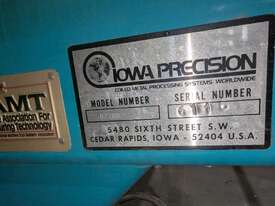 IOWA PRECISION
COILED METAL PROCESSING SYSTEMS WORLDWIDE
MODEL NUMBER SERIAL NUMBER
5480 SIXTH STREET S.W.
CEDAR RAPIDS, IOWA - 52404 U.S.A.
AMT
Association For
uring Technology